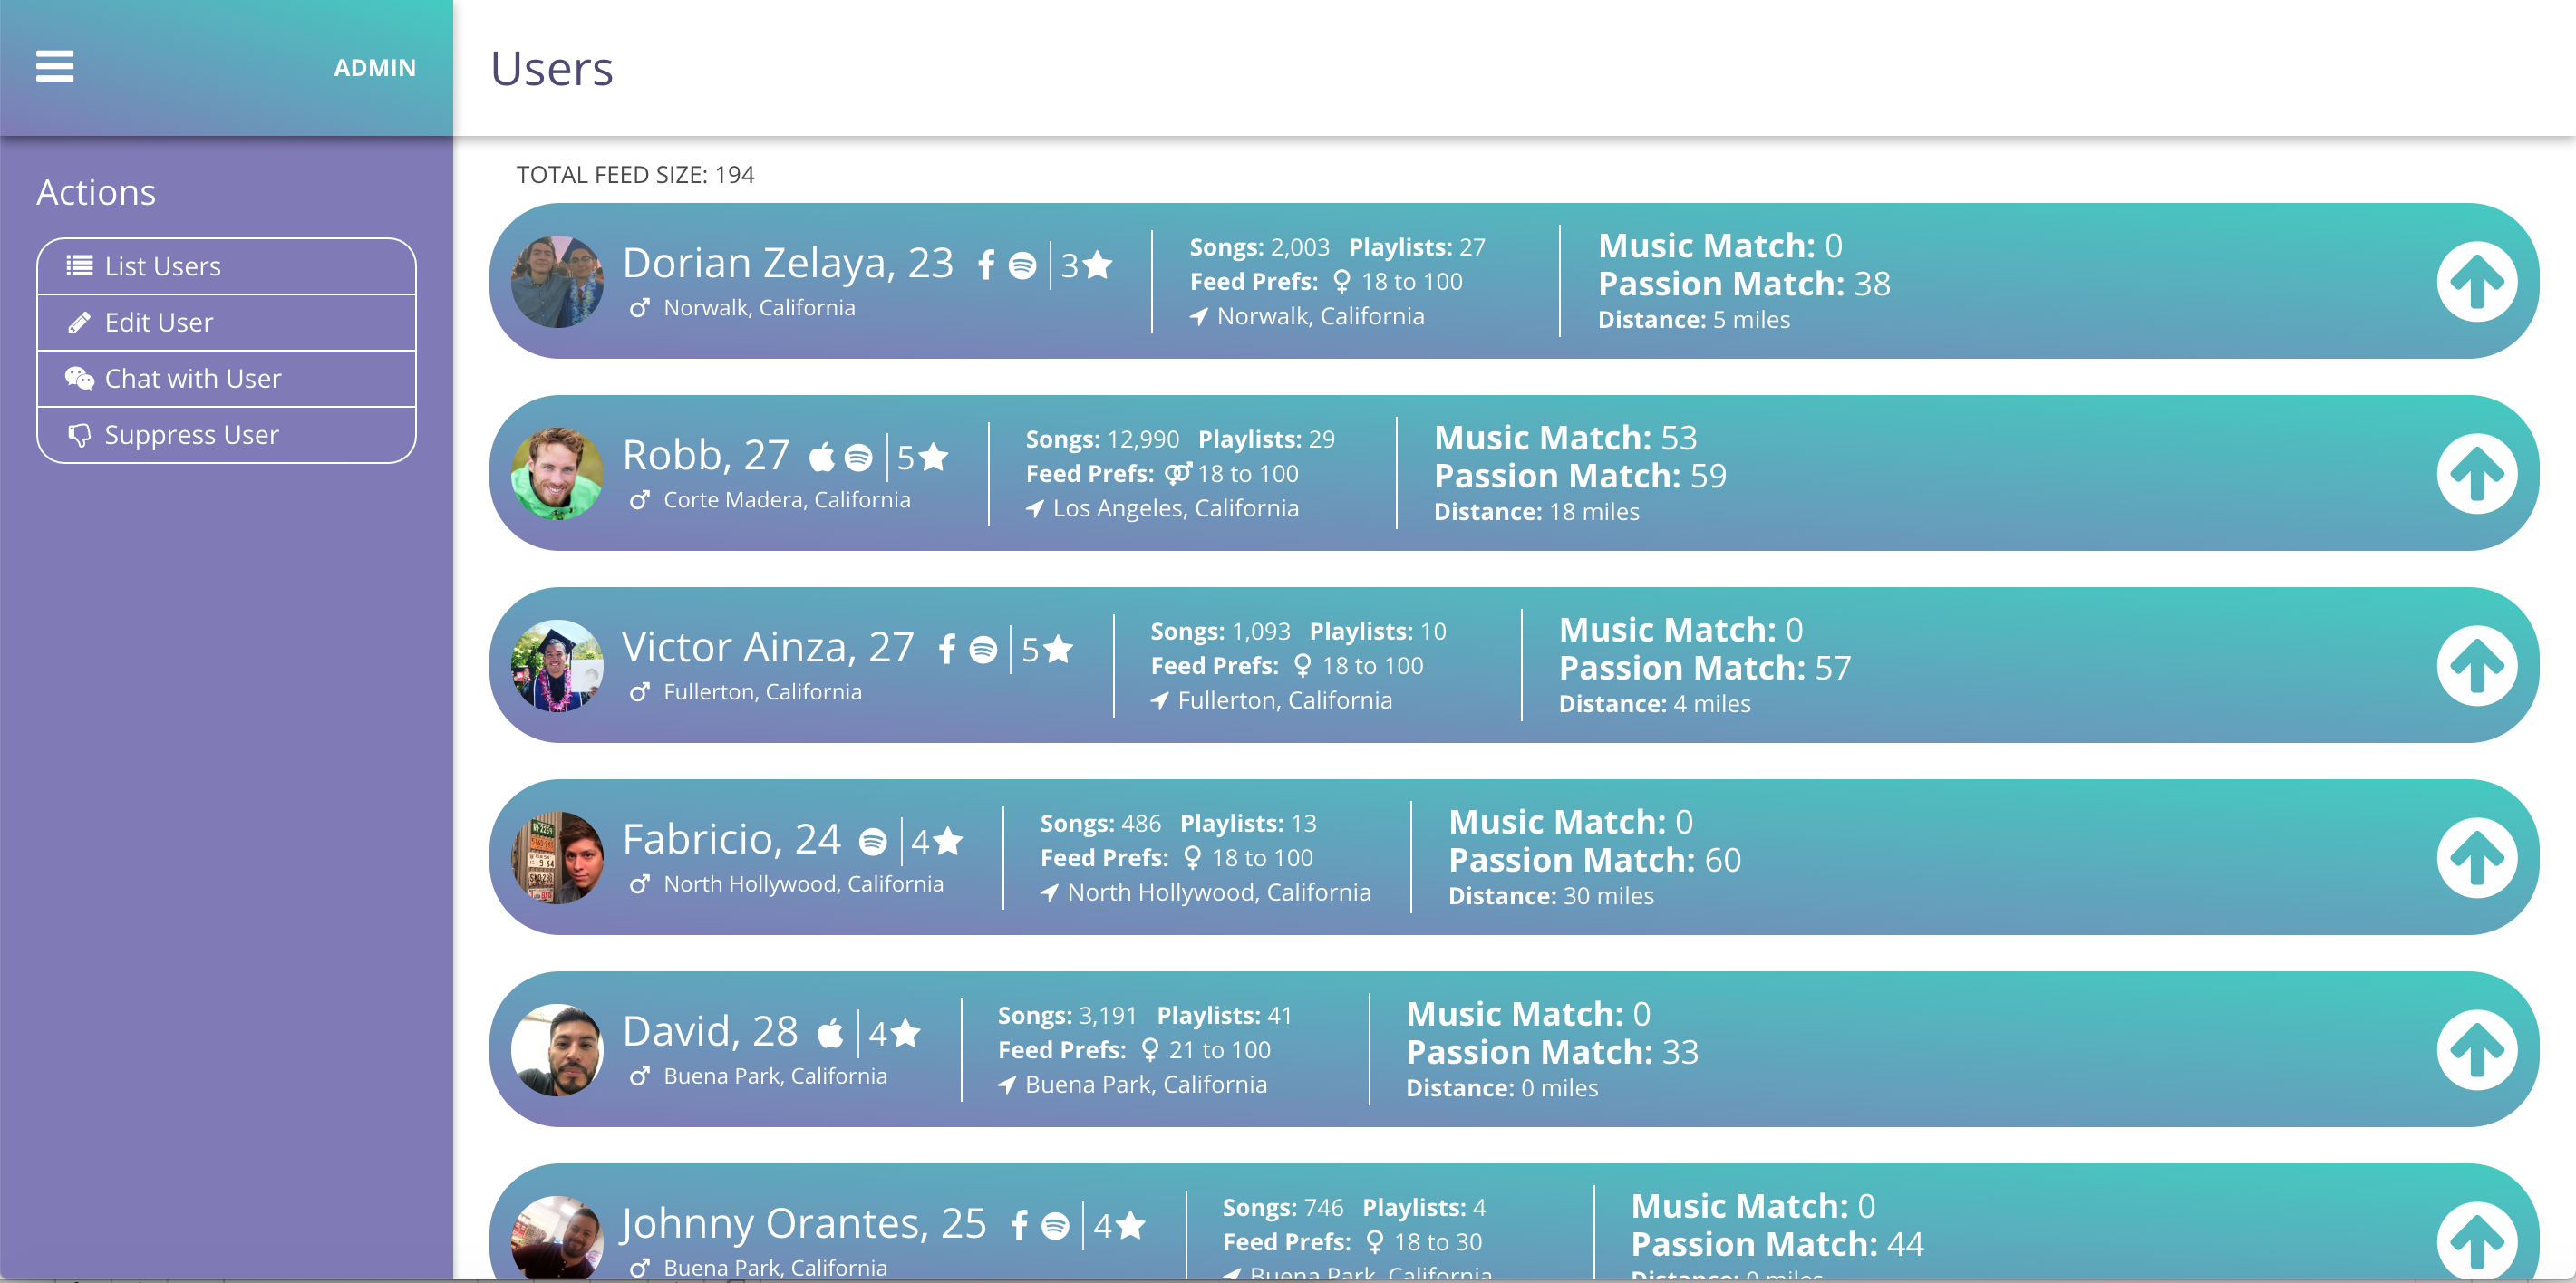 ADMIN
Users
Actions
List Users
Edit User
Chat with User
Suppress User
TOTAL FEED SIZE: 194
Dorian Zelaya, 23
3
Norwalk, California
Songs: 2,003 Playlists: 27
Feed Prefs: 18 to 100
Norwalk, California
Music Match: 0
Passion Match: 38
Distance: 5 miles
Robb, 27
5
Corte Madera, California
Songs: 12,990 Playlists: 29
Feed Prefs: 18 to 100
Los Angeles, California
Music Match: 53
Passion Match: 59
Distance: 18 miles
Victor Ainza, 27
5
Fullerton, California
Songs: 1,093 Playlists: 10
Feed Prefs: 18 to 100
Fullerton, California
Music Match: 0
Passion Match: 57
Distance: 4 miles
Fabricio, 24
4
North Hollywood, California
Songs: 486 Playlists: 13
Feed Prefs: 18 to 100
North Hollywood, California
Music Match: 0
Passion Match: 60
Distance: 30 miles
David, 28
4
Buena Park, California
Songs: 3,191 Playlists: 41
Feed Prefs: 21 to 100
Buena Park, California
Music Match: 0
Passion Match: 33
Distance: 0 miles
Johnny Orantes, 25
4
Buena Park, California
Songs: 746 Playlists: 4
Feed Prefs: 18 to 30
Buena Park, California
Music Match: 0
Passion Match: 44
Distance: 0 miles